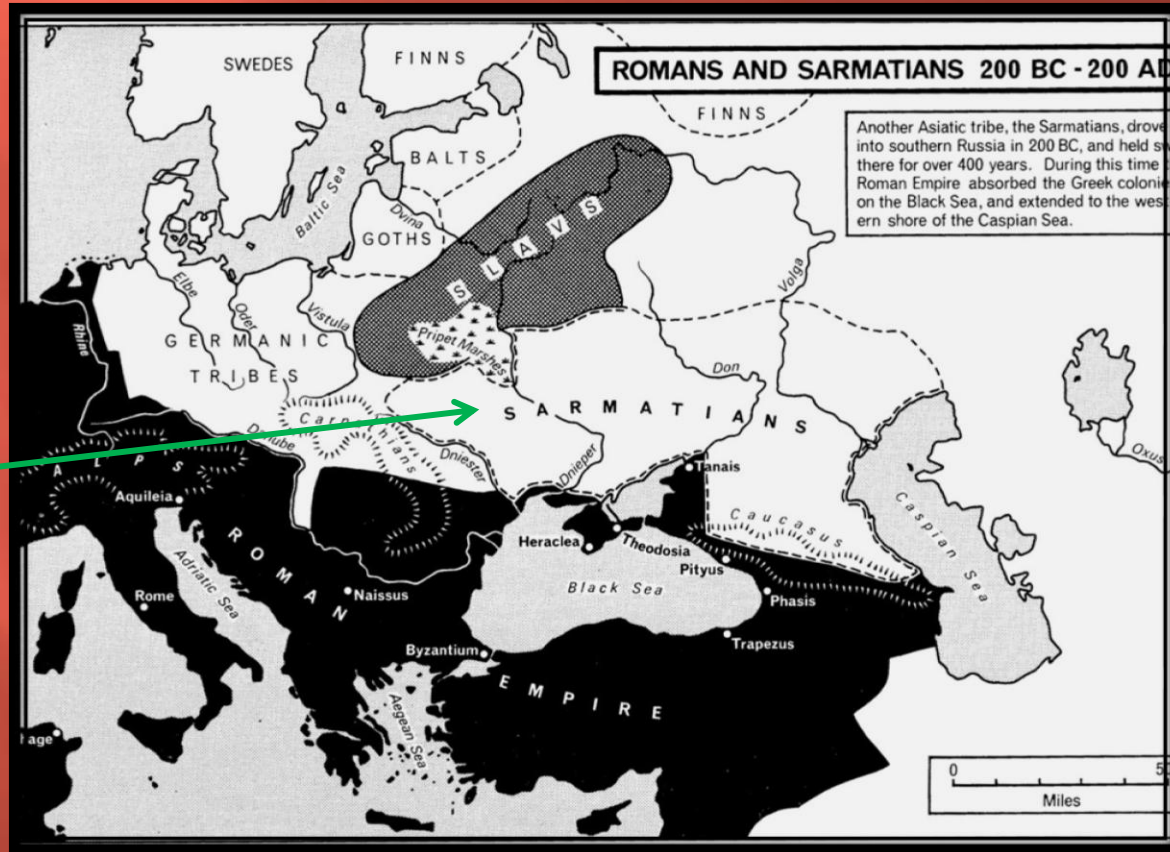 ROMANS AND SARMATIANS 200 BC - 200 AD
Another Asiatic tribe, the Sarmatians, drove
into southern Russia in 200 BC, and held
there for over 400 years. During this time
Roman Empire absorbed the Greek
on the Black Sea, and extended to the
ern shore of the Caspian Sea.
SWEDES
FINNS
FINNS
BALTS
Baltic Sea
Dvina
GOTHS
SLAVS
Volga
Elbe
Oder
Vistula
Rhine
GERMANIC
TRIBES
Pripet Marshes
Don
SARMATIANS
Carpathians
Danube
Dniester
Dnieper
Tanais
Oxus
ALPS
Aquileia
Caucasus
Caspian Sea
Heraclea
Theodosia
Pityus
Adriatic Sea
ROMAN
Black Sea
Phasis
Rome
Naissus
Trapezus
Byzantium
EMPIRE
Aegean Sea
0
Miles